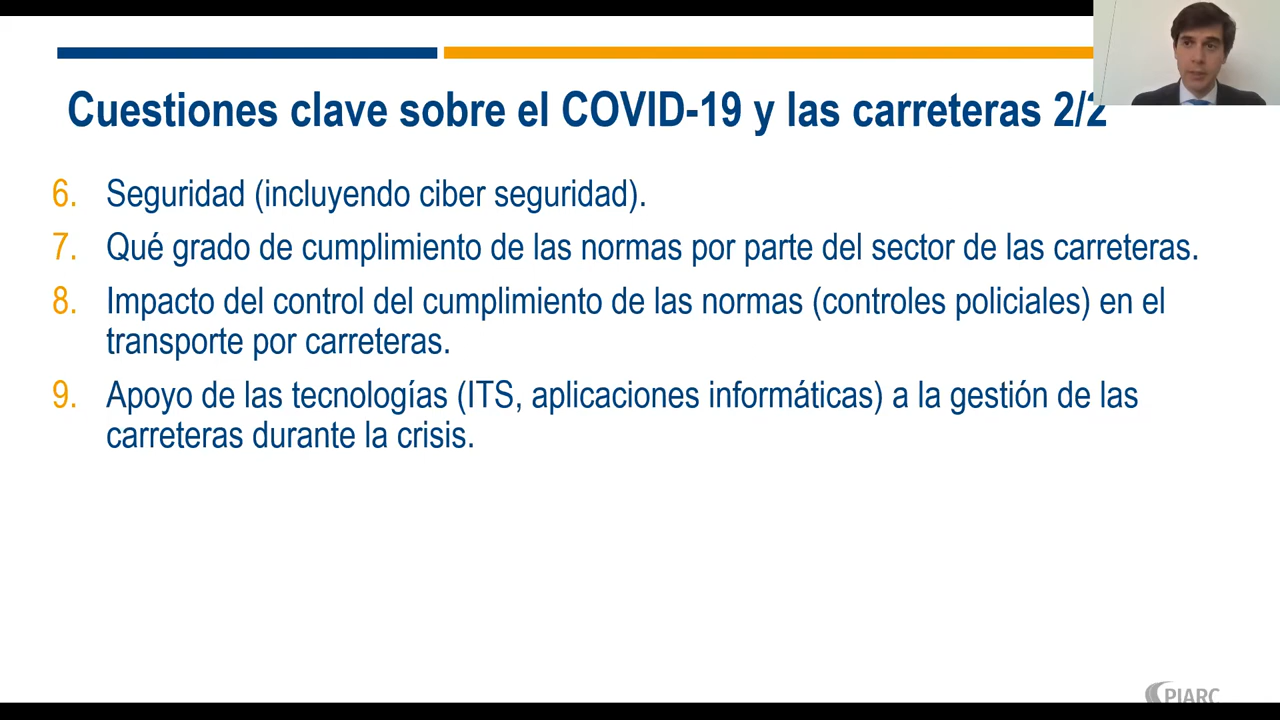 Cuestiones clave sobre el COVID-19 y las carreteras 2/2
6. Seguridad (incluyendo ciber seguridad).
7. Qué grado de cumplimiento de las normas por parte del sector de las carreteras.
8. Impacto del control del cumplimiento de las normas (controles policiales) en el
transporte por carreteras.
9. Apoyo de las tecnologías (ITS, aplicaciones informáticas) a la gestión de las
carreteras durante la crisis.
PIARC